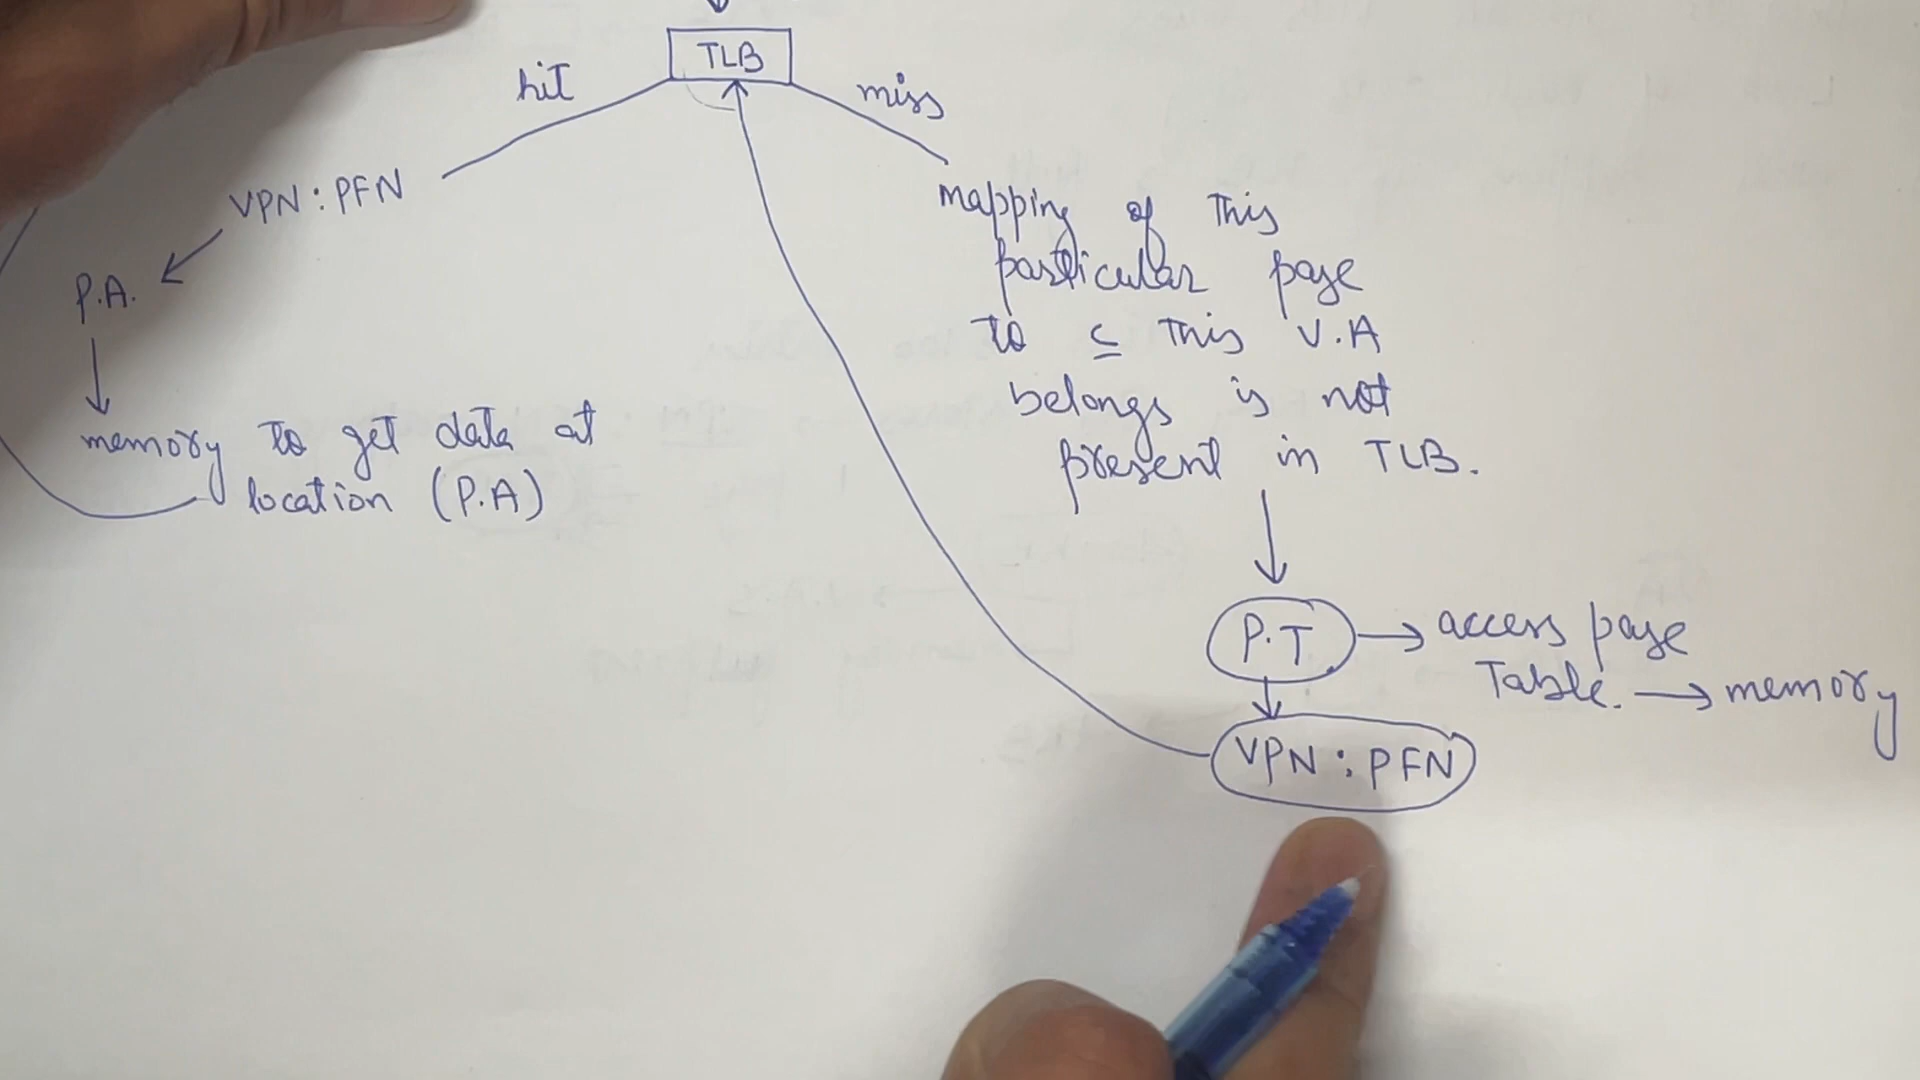 TLB
hit
miss
VPN : PFN
P.A.
memory to get data at
location (P.A)
mapping of this
particular page
to ⊆ this V.A
belongs is not
present in TLB.
P.T → access page
Table. → memory
VPN : PFN